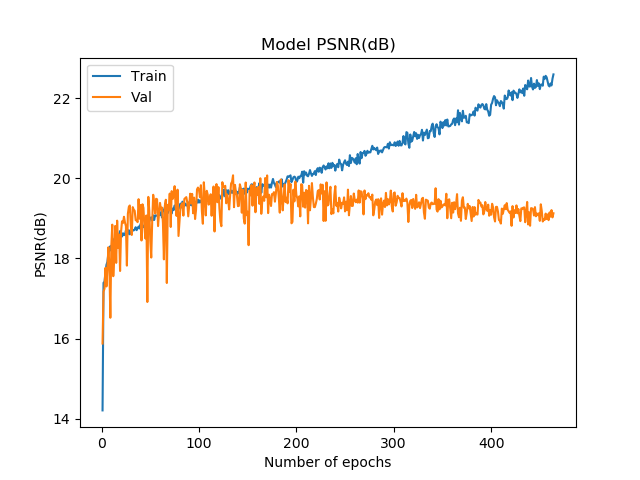 Model PSNR(dB)
Train
Val
PSNR(dB)
22
20
18
16
14
0 100 200 300 400
Number of epochs